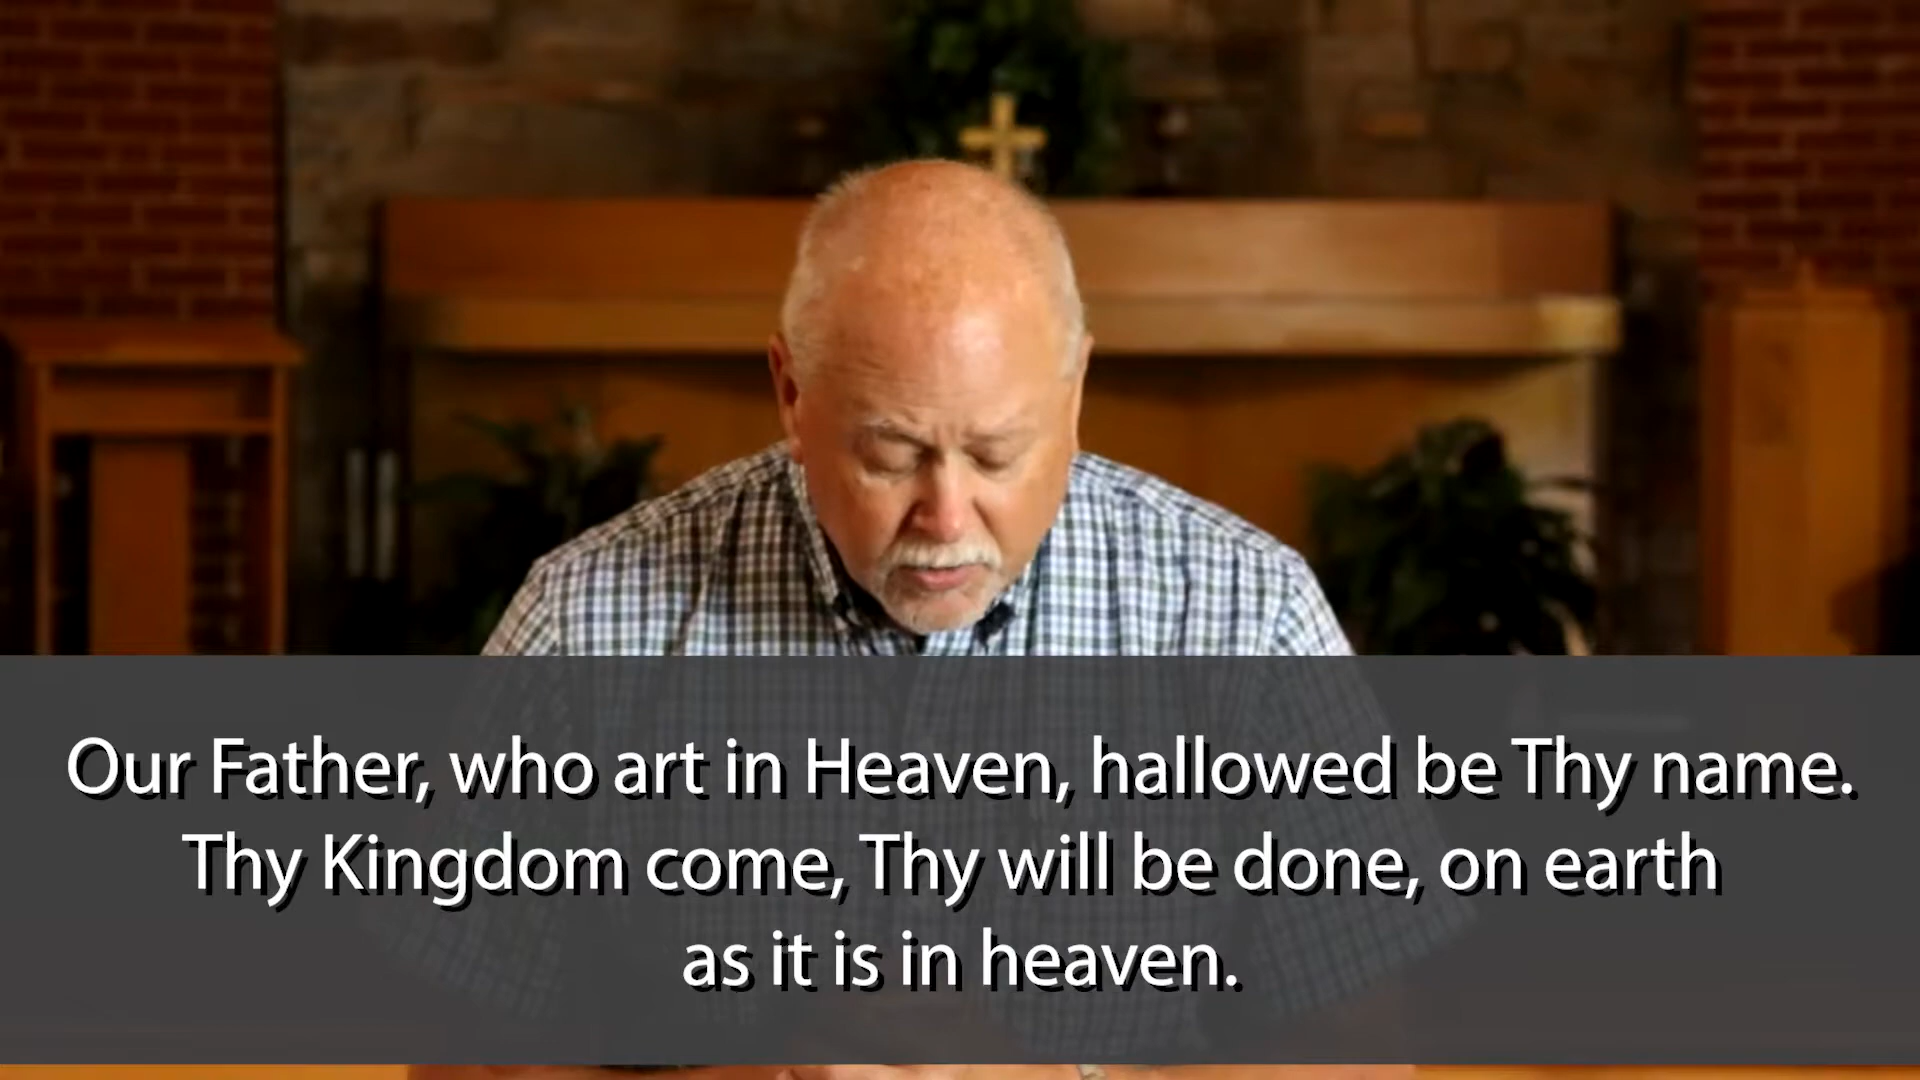 Our Father, who art in Heaven, hallowed be Thy name.
Thy Kingdom come, Thy will be done, on earth
as it is in heaven.